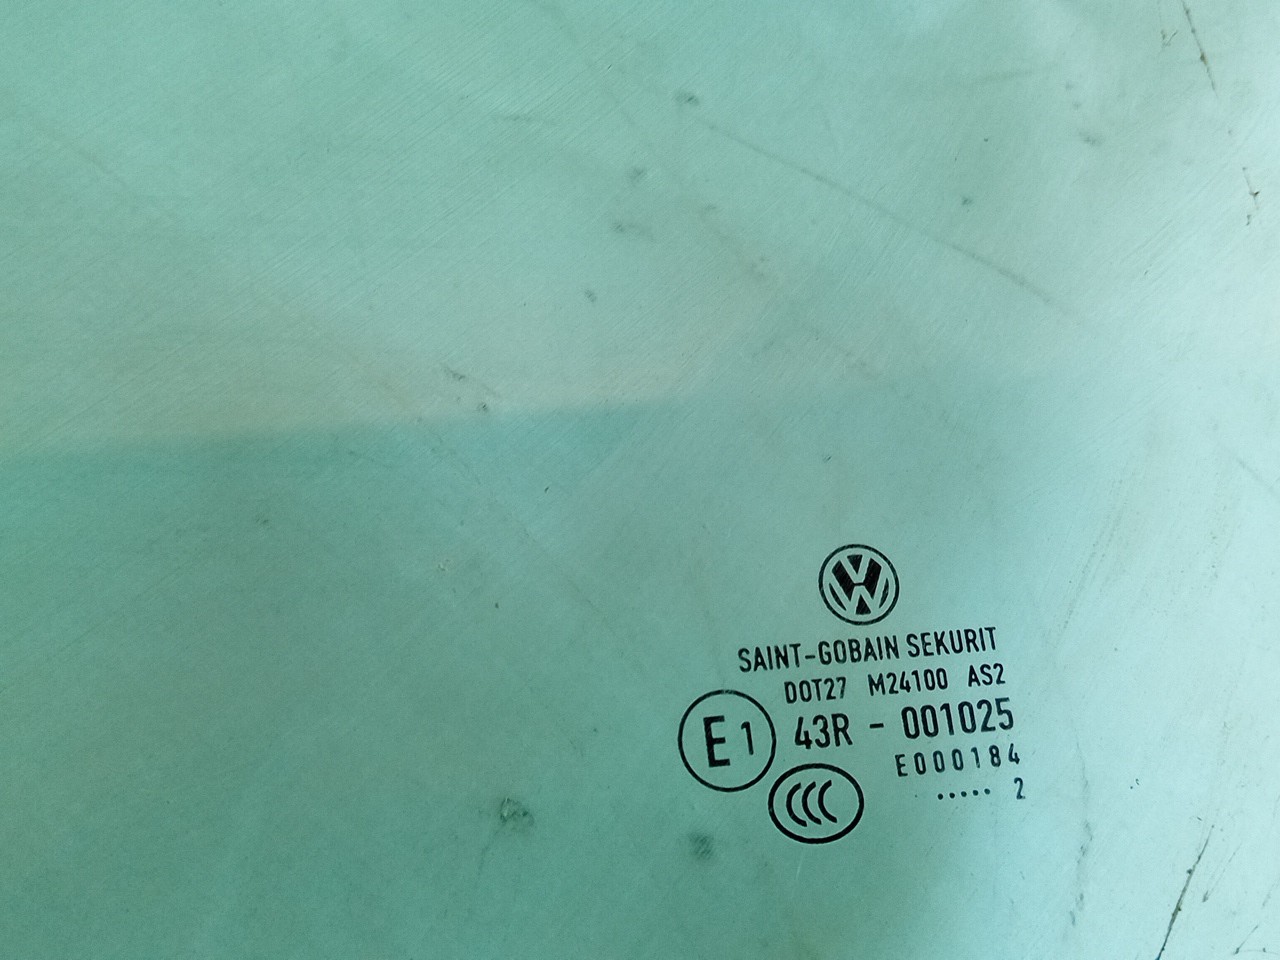 SAINT-GOBAIN SEKURIT
DOT27 M24100 AS2
E1 43R - 001025
E000184
CCC ..... 2